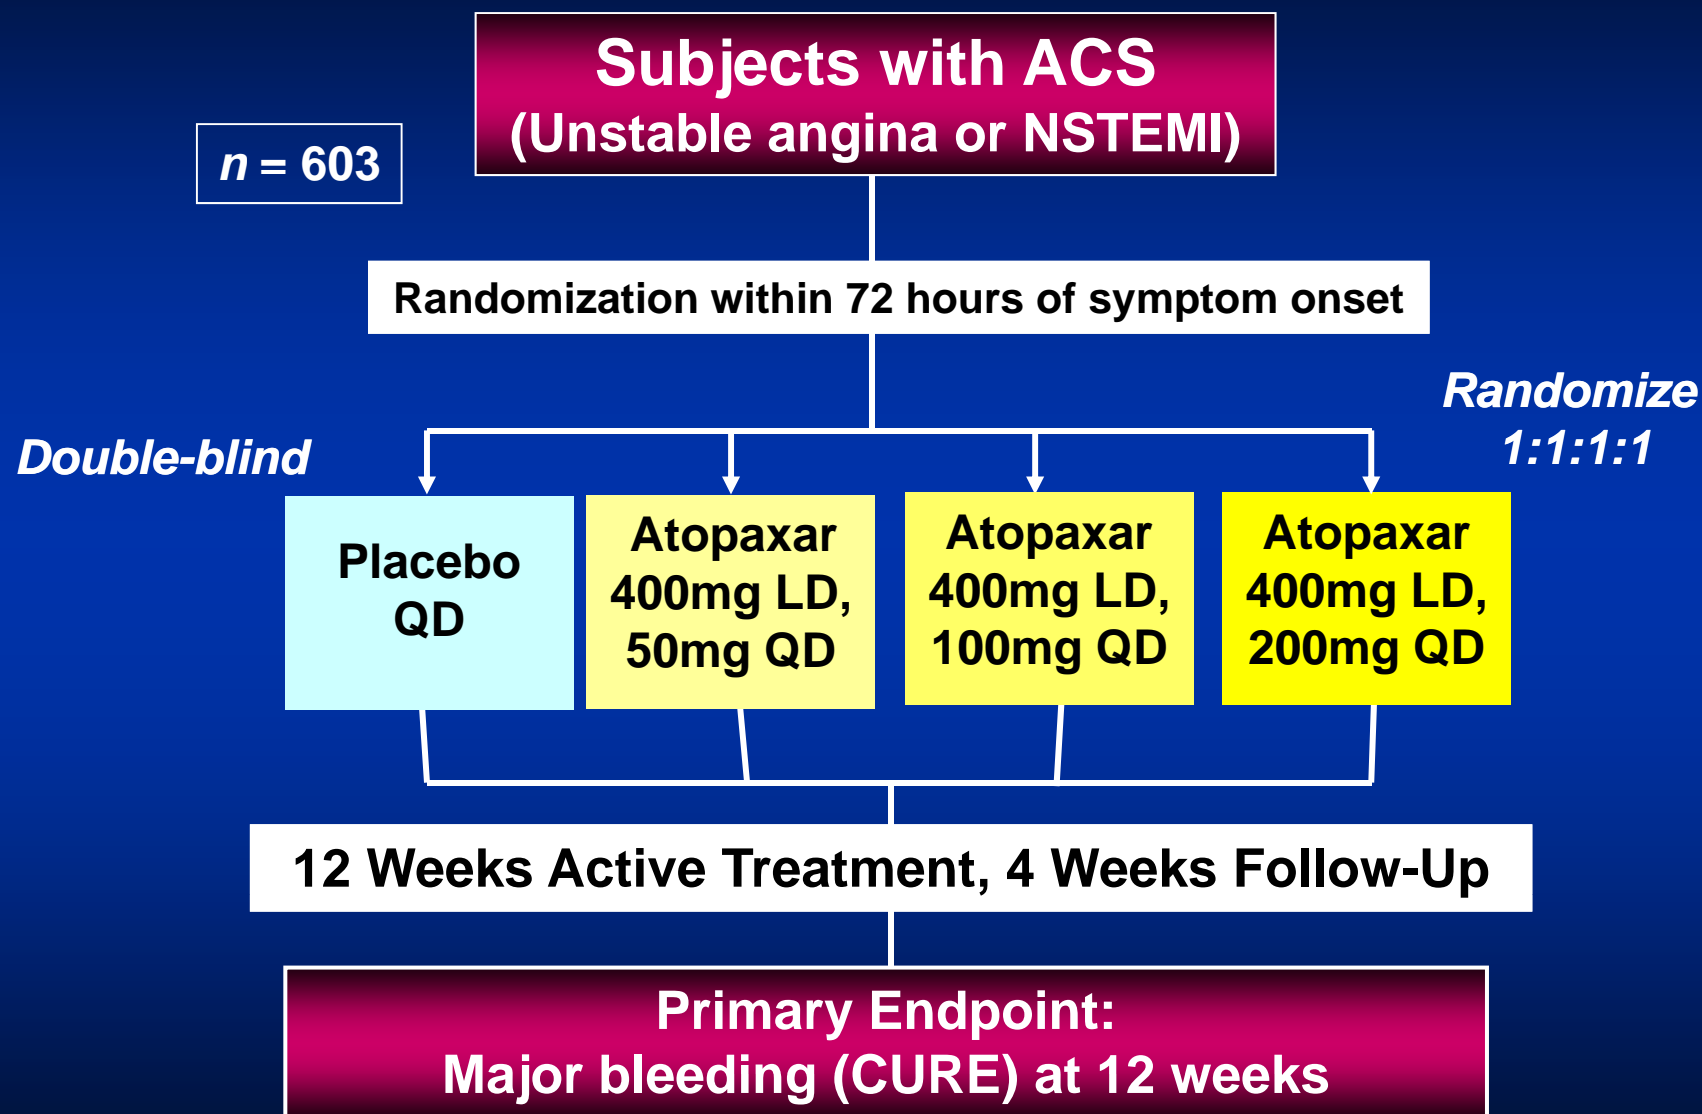 Subjects with ACS
(Unstable angina or NSTEMI)
n = 603
Randomization within 72 hours of symptom onset
Randomize
1:1:1:1
Double-blind
Placebo
QD
Atopaxar
400mg LD,
50mg QD
Atopaxar
400mg LD,
100mg QD
Atopaxar
400mg LD,
200mg QD
12 Weeks Active Treatment, 4 Weeks Follow-Up
Primary Endpoint:
Major bleeding (CURE) at 12 weeks